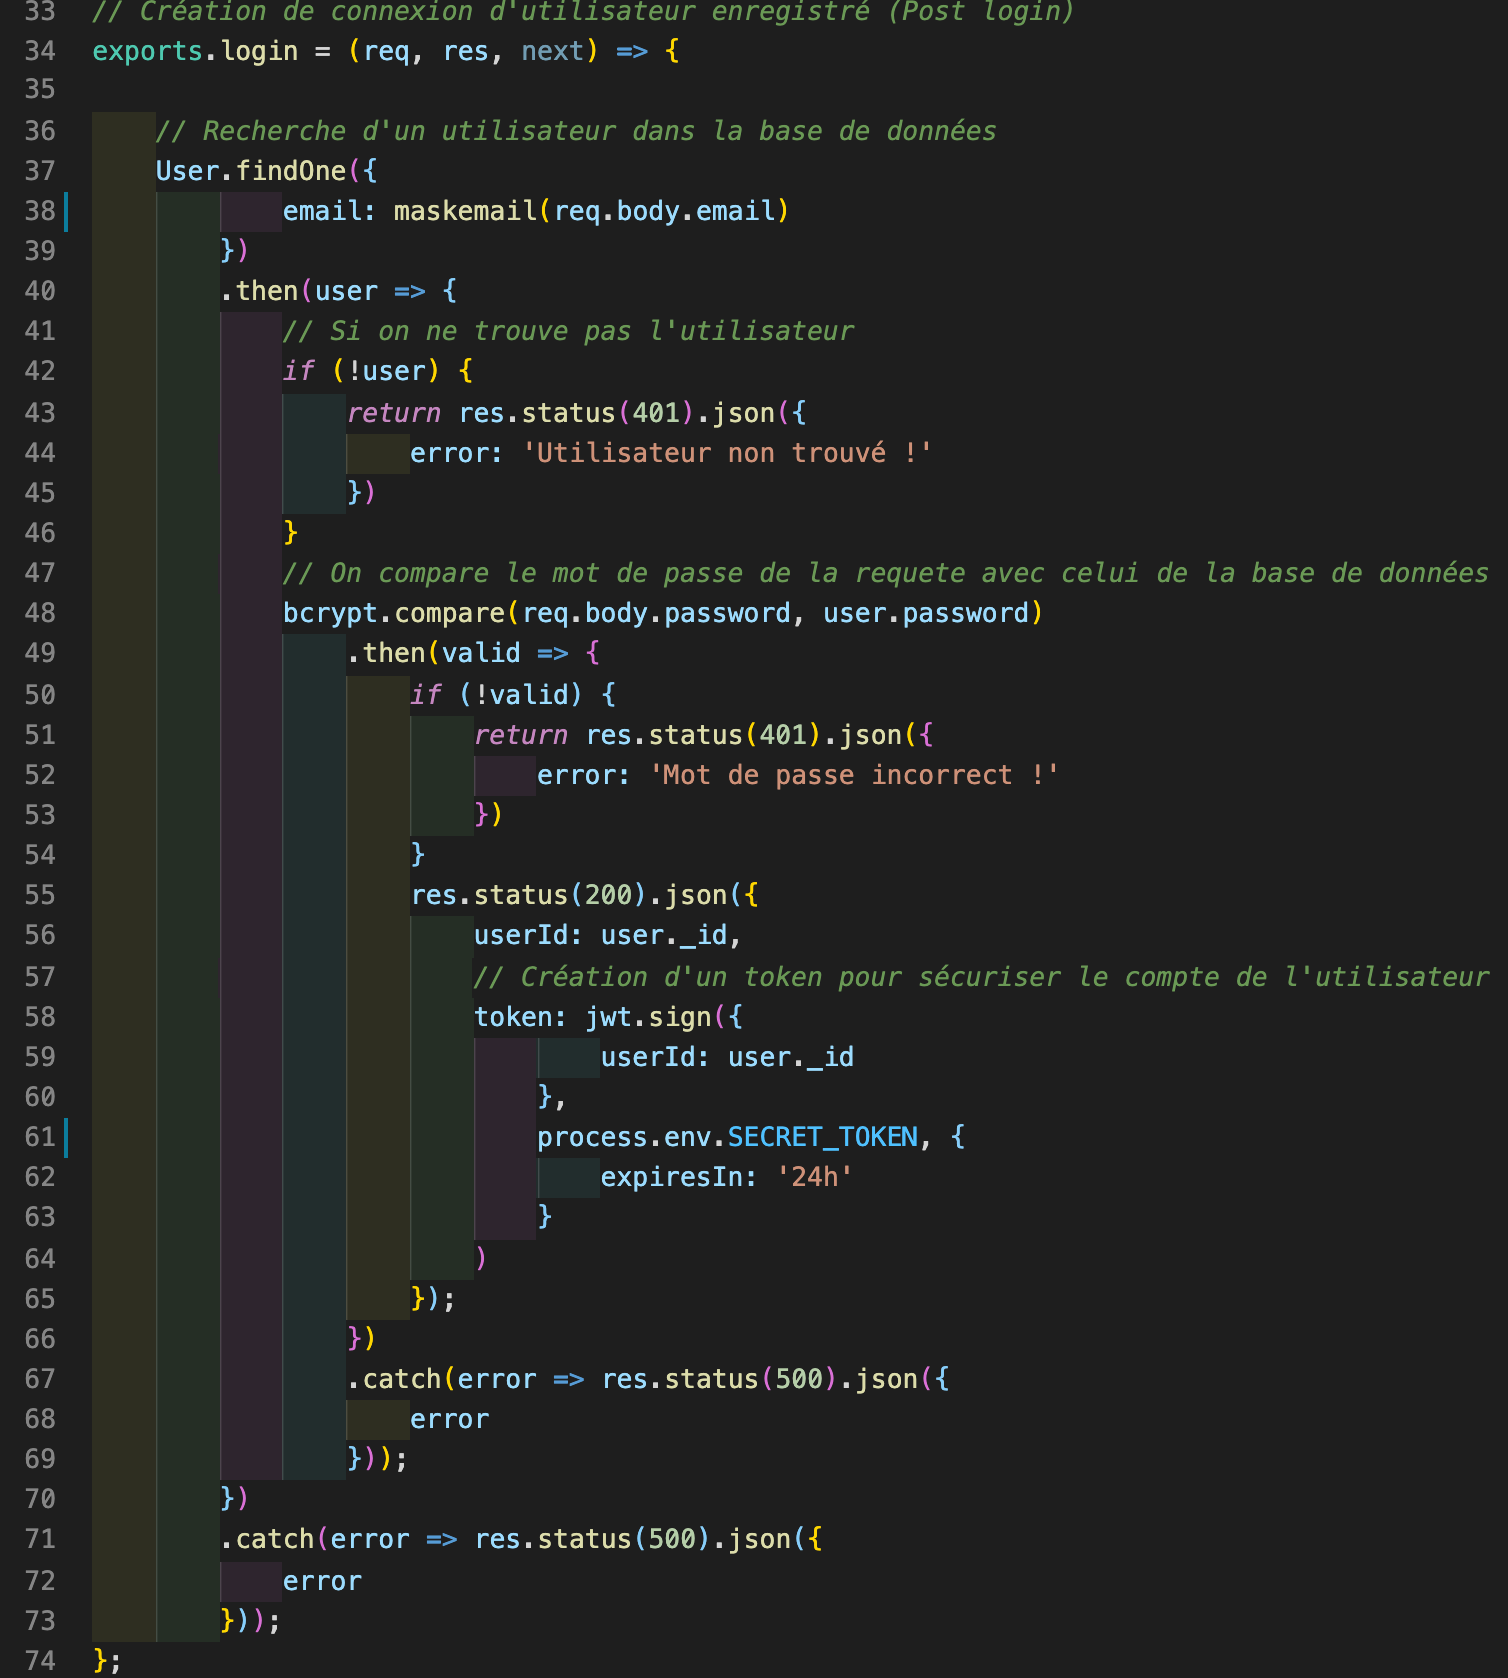 33 // Création de connexion d'utilisateur enregistré (Post login)
34 exports.login = (req, res, next) => {
35
36 // Recherche d'un utilisateur dans la base de données
37 User.findOne({
38 email: maskemail(req.body.email)
39 })
40 .then(user => {
41 // Si on ne trouve pas l'utilisateur
42 if (!user) {
43 return res.status(401).json({
44 error: 'Utilisateur non trouvé !'
45 })
46 }
47 // On compare le mot de passe de la requete avec celui de la base de données
48 bcrypt.compare(req.body.password, user.password)
49 .then(valid => {
50 if (!valid) {
51 return res.status(401).json({
52 error: 'Mot de passe incorrect !'
53 })
54 }
55 res.status(200).json({
56 userId: user._id,
57 // Création d'un token pour sécuriser le compte de l'utilisateur
58 token: jwt.sign({
59 userId: user._id
60 },
61 process.env.SECRET_TOKEN, {
62 expiresIn: '24h'
63 }
64 )
65 });
66 })
67 .catch(error => res.status(500).json({
68 error
69 }));
70 })
71 .catch(error => res.status(500).json({
72 error
73 }));
74 };